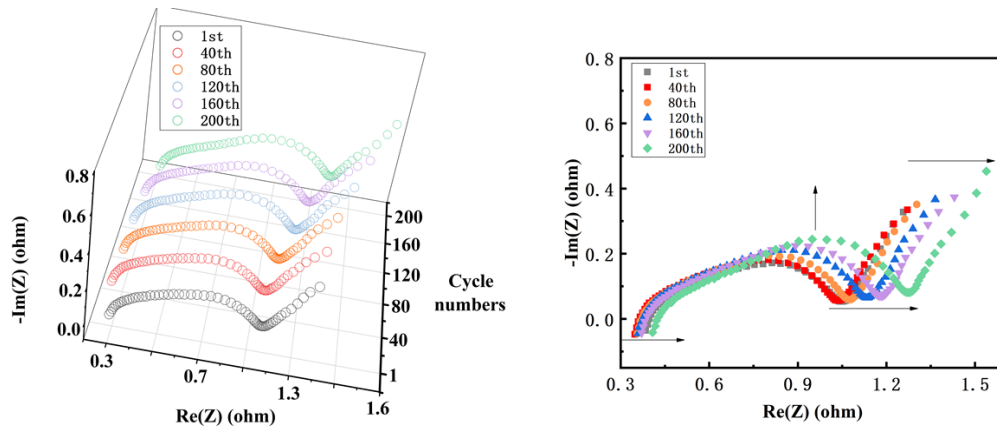 1st
40th
80th
120th
160th
200th
0.8
0.6
0.4
0.2
0.0
-Im(Z) (ohm)
0.3
0.7
1.3
1.6
Re(Z) (ohm)
200
160
120
80
40
1
Cycle
numbers
1st
40th
80th
120th
160th
200th
0.8
0.6
0.4
0.2
0.0
-Im(Z) (ohm)
0.3
0.6
0.9
1.2
1.5
Re(Z) (ohm)